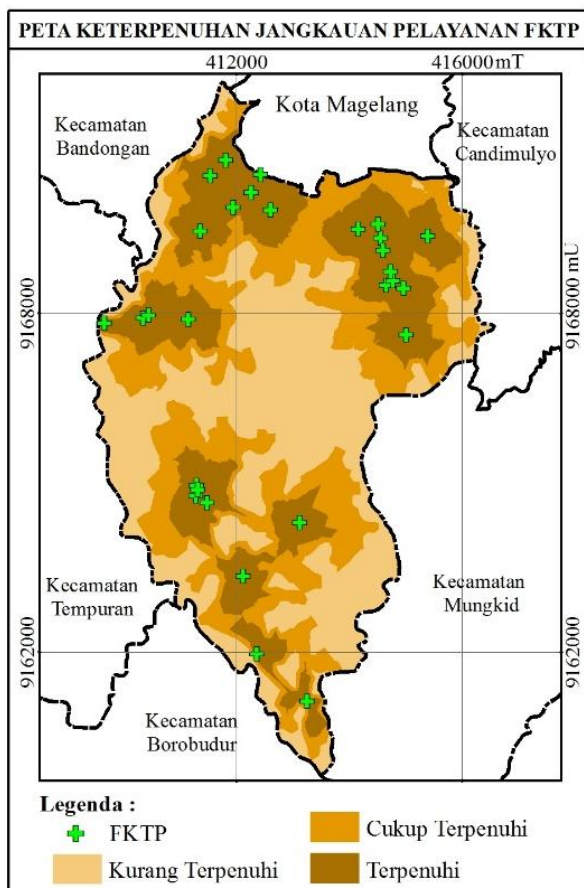 PETA KETERPENUHAN JANGKAUAN PELAYANAN FKTP
412000
416000mT
Kota Magelang
Kecamatan
Bandongan
Kecamatan
Candimulyo
9168000
9168000 mU
Kecamatan
Tempuran
Kecamatan
Mungkid
9162000
9162000
Kecamatan
Borobudur
Legenda :
FKTP
Cukup Terpenuhi
Kurang Terpenuhi
Terpenuhi